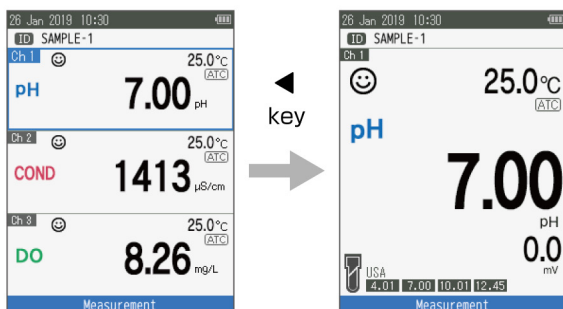 26 Jan 2019 10:30
ID SAMPLE-1
Ch 1
25.0°C
ATC
pH
7.00 pH
Ch 2
25.0°C
ATC
COND
1413 µS/cm
Ch 3
25.0°C
ATC
DO
8.26 mg/L
Measurement
key
26 Jan 2019 10:30
ID SAMPLE-1
Ch 1
25.0°C
ATC
pH
7.00
pH
0.0
mV
USA
4.01 7.00 10.01 12.45
Measurement